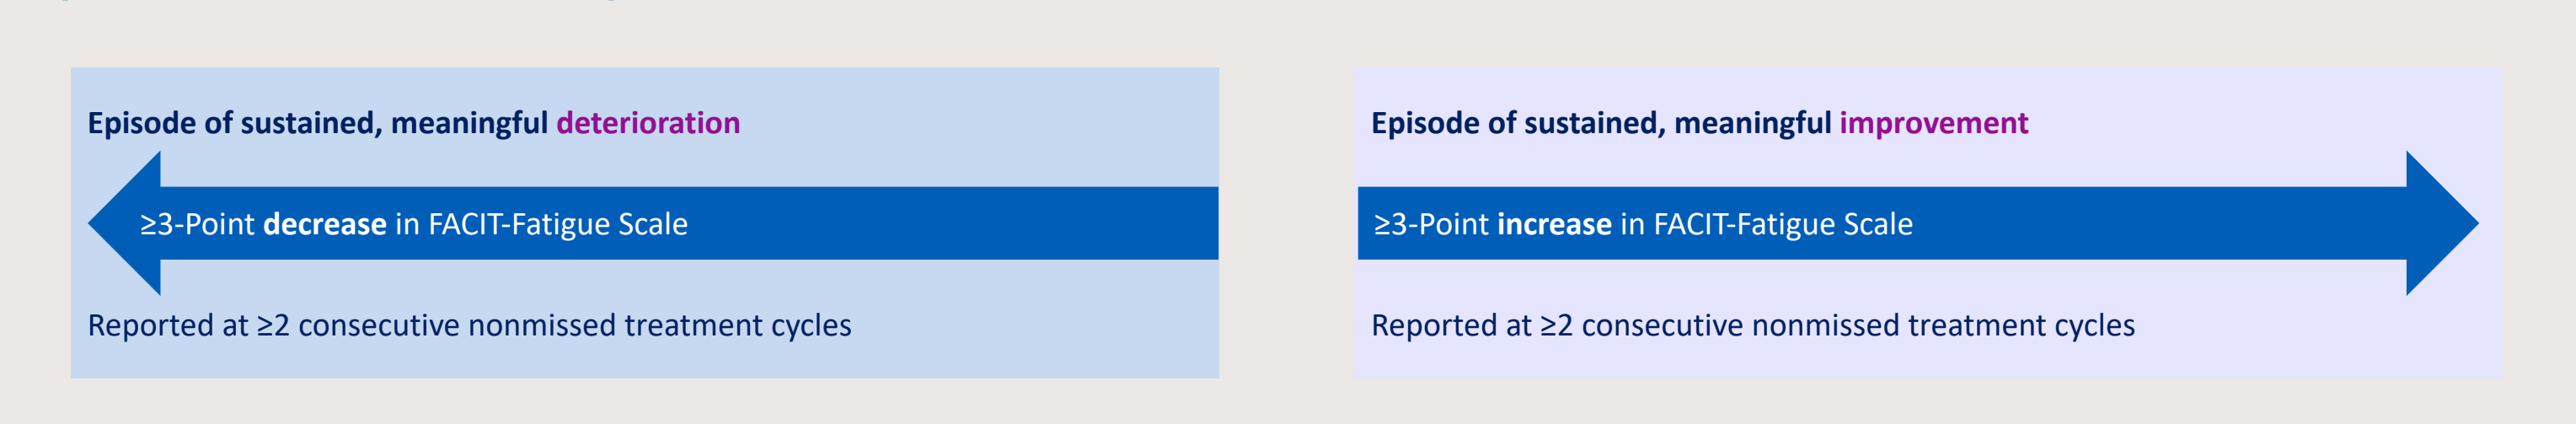 Episode of sustained, meaningful deterioration
≥3-Point decrease in FACIT-Fatigue Scale
Reported at ≥2 consecutive nonmissed treatment cycles
Episode of sustained, meaningful improvement
≥3-Point increase in FACIT-Fatigue Scale
Reported at ≥2 consecutive nonmissed treatment cycles